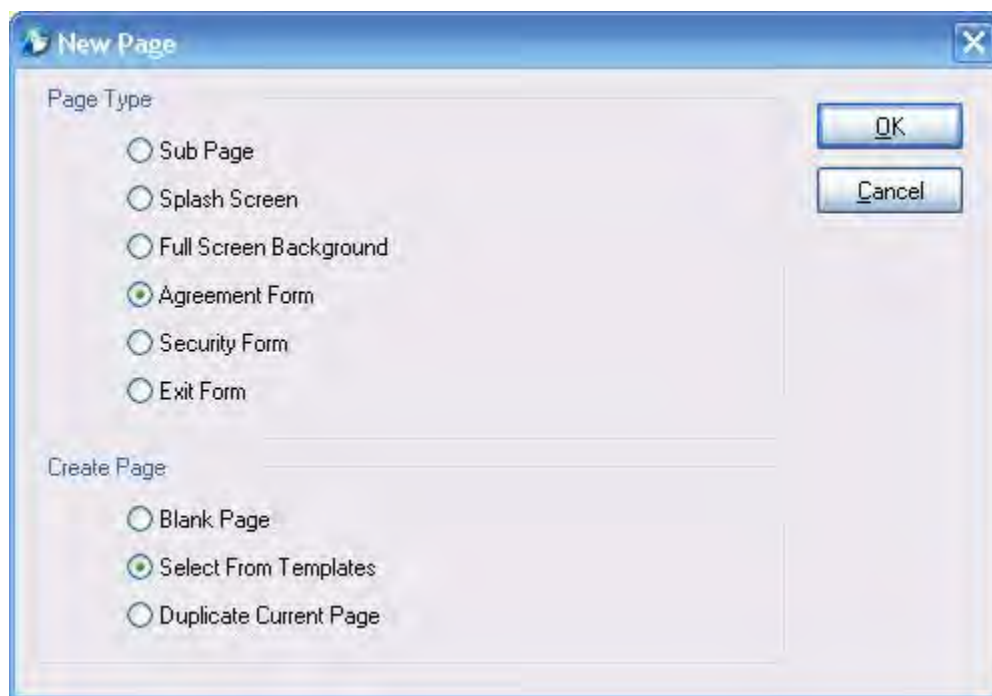 New Page
Page Type
Sub Page
Splash Screen
Full Screen Background
Agreement Form
Security Form
Exit Form
OK
Cancel
Create Page
Blank Page
Select From Templates
Duplicate Current Page